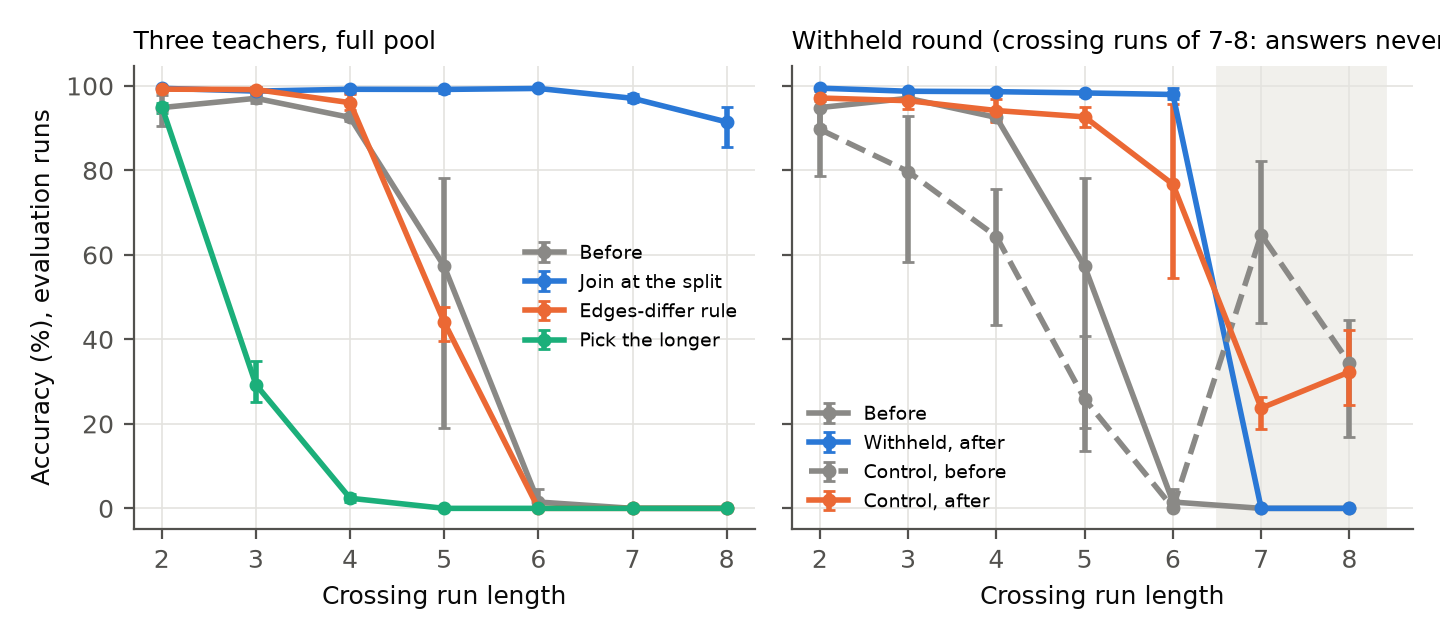 Three teachers, full pool
Withheld round (crossing runs of 7-8: answers never
Accuracy (%), evaluation runs
100
80
60
40
20
0
Before
Join at the split
Edges-differ rule
Pick the longer
2 3 4 5 6 7 8
Crossing run length
Before
Withheld, after
Control, before
Control, after
2 3 4 5 6 7 8
Crossing run length